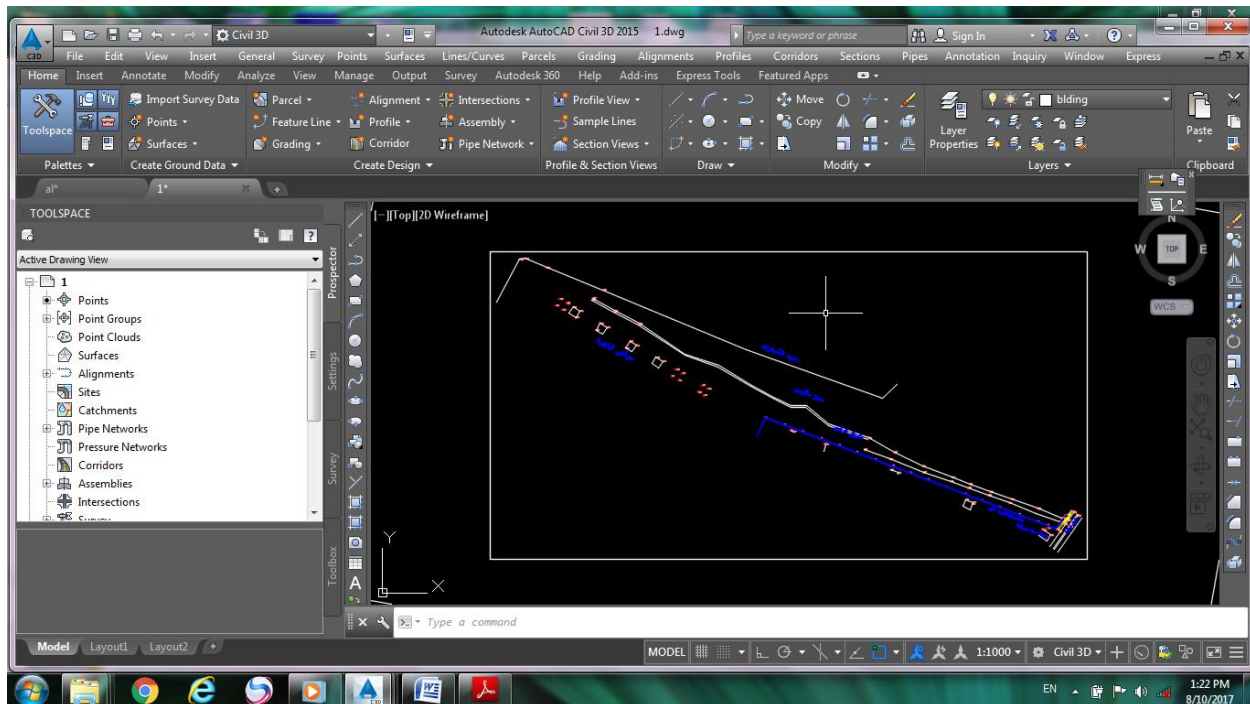 Autodesk AutoCAD Civil 3D 2015 1.dwg
Civil 3D
Type a keyword or phrase
Sign In
C3D
File Edit View Insert General Survey Points Surfaces Lines/Curves Parcels Grading Alignments Profiles Corridors Sections Pipes Annotation Inquiry Window Express
Home Insert Annotate Modify Analyze View Manage Output Survey Autodesk 360 Help Add-ins Express Tools Featured Apps
Toolspace
Import Survey Data
Points
Surfaces
Parcel
Feature Line
Grading
Alignment
Profile
Corridor
Intersections
Assembly
Pipe Network
Profile View
Sample Lines
Section Views
Move
Copy
Layer
Properties
blding
Paste
Palettes
Create Ground Data
Create Design
Profile & Section Views
Draw
Modify
Layers
Clipboard
al*
1*
TOOLSPACE
Active Drawing View
1
Points
Point Groups
Point Clouds
Surfaces
Alignments
Sites
Catchments
Pipe Networks
Pressure Networks
Corridors
Assemblies
Intersections
Survey
Prospector
Settings
Survey
Toolbox
[−][Top][2D Wireframe]
N
W TOP E
S
WCS
Y
X
Type a command
Model Layout1 Layout2
MODEL
1:1000
Civil 3D
EN
1:22 PM
8/10/2017